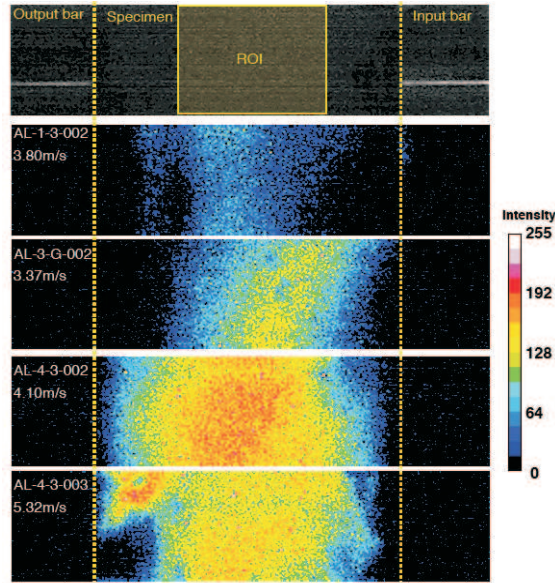 Output bar
Specimen
Input bar
ROI
AL-1-3-002
3.80m/s
AL-3-G-002
3.37m/s
AL-4-3-002
4.10m/s
AL-4-3-003
5.32m/s
Intensity
255
192
128
64
0